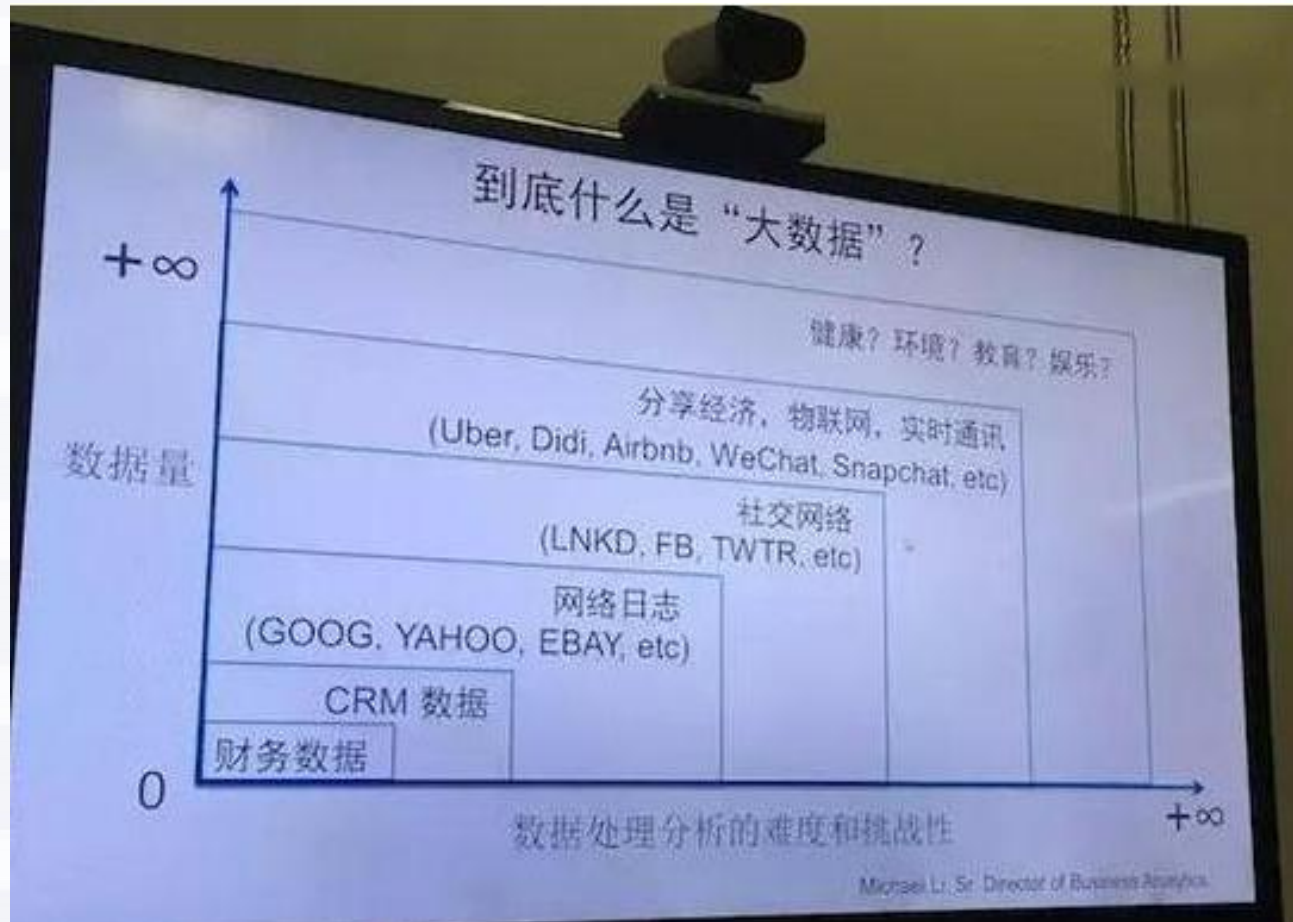 到底什么是“大数据”？
+∞
健康？环境？教育？娱乐？
分享经济，物联网，实时通讯
(Uber, Didi, Airbnb, WeChat, Snapchat, etc)
数据量
社交网络
(LNKD, FB, TWTR, etc)
网络日志
(GOOG, YAHOO, EBAY, etc)
CRM 数据
财务数据
0
+∞
数据处理分析的难度和挑战性
Michael Li, Sr. Director of Business Analytics